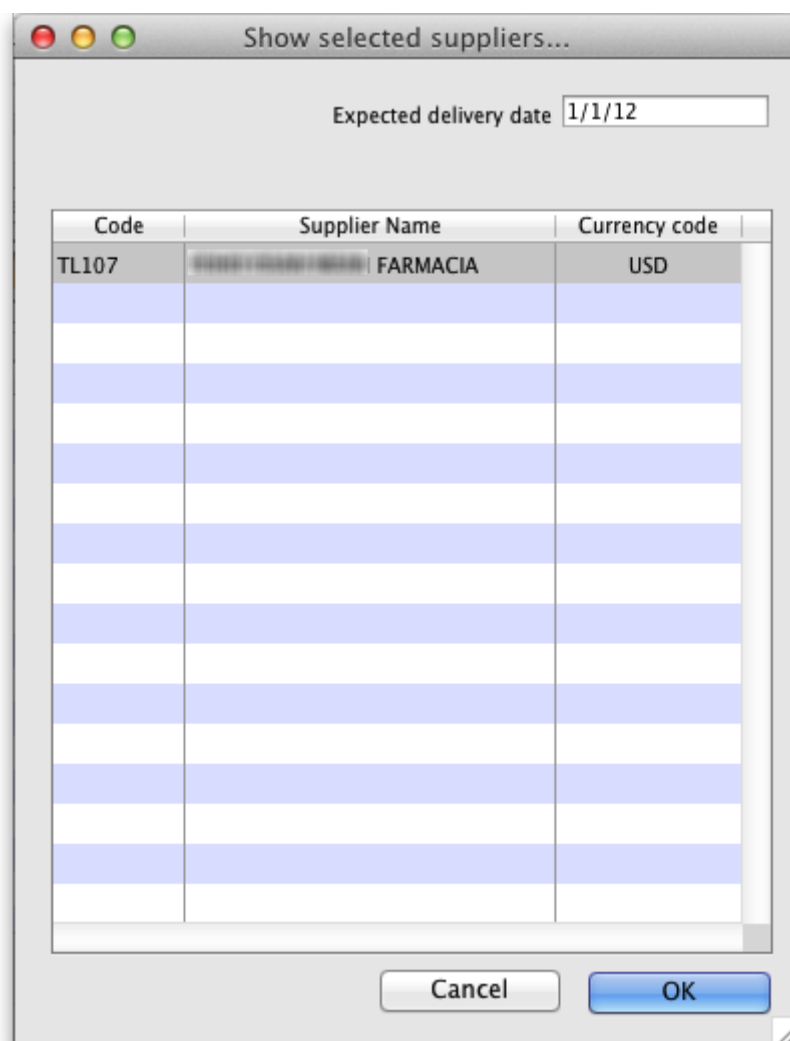 Show selected suppliers...
Expected delivery date 1/1/12
Code Supplier Name Currency code
TL107 FARMACIA USD
Cancel OK